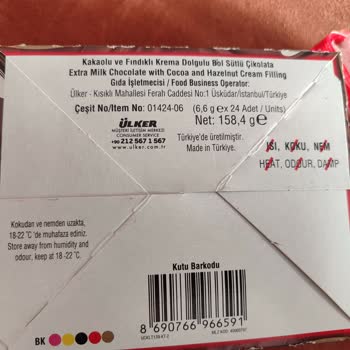 Kakaolu ve Fındıklı Krema Dolgulu Bol Sütlü Çikolata
Extra Milk Chocolate with Cocoa and Hazelnut Cream Filling
Gıda İşletmecisi / Food Business Operator:
Ülker - Kısıklı Mahallesi Ferah Caddesi No:1 Üsküdar/İstanbul/Türkiye
Çeşit No/Item No: 01424-06 (6,6 g x 24 Adet / Units)
Net: 158,4 g e
ÜLKER
MÜŞTERİ İLETİŞİM MERKEZİ
CONSUMER SERVICE
+90 212 567 1 567
www.ulker.com.tr
Türkiye'de üretilmiştir.
Made in Türkiye.
ISI, KOKU, NEM
HEAT, ODOUR, DAMP
Kokudan ve nemden uzakta,
18-22 °C 'de muhafaza ediniz.
Store away from humidity and
odour, keep at 18-22 °C.
Kutu Barkodu
8 690766 966591
BK